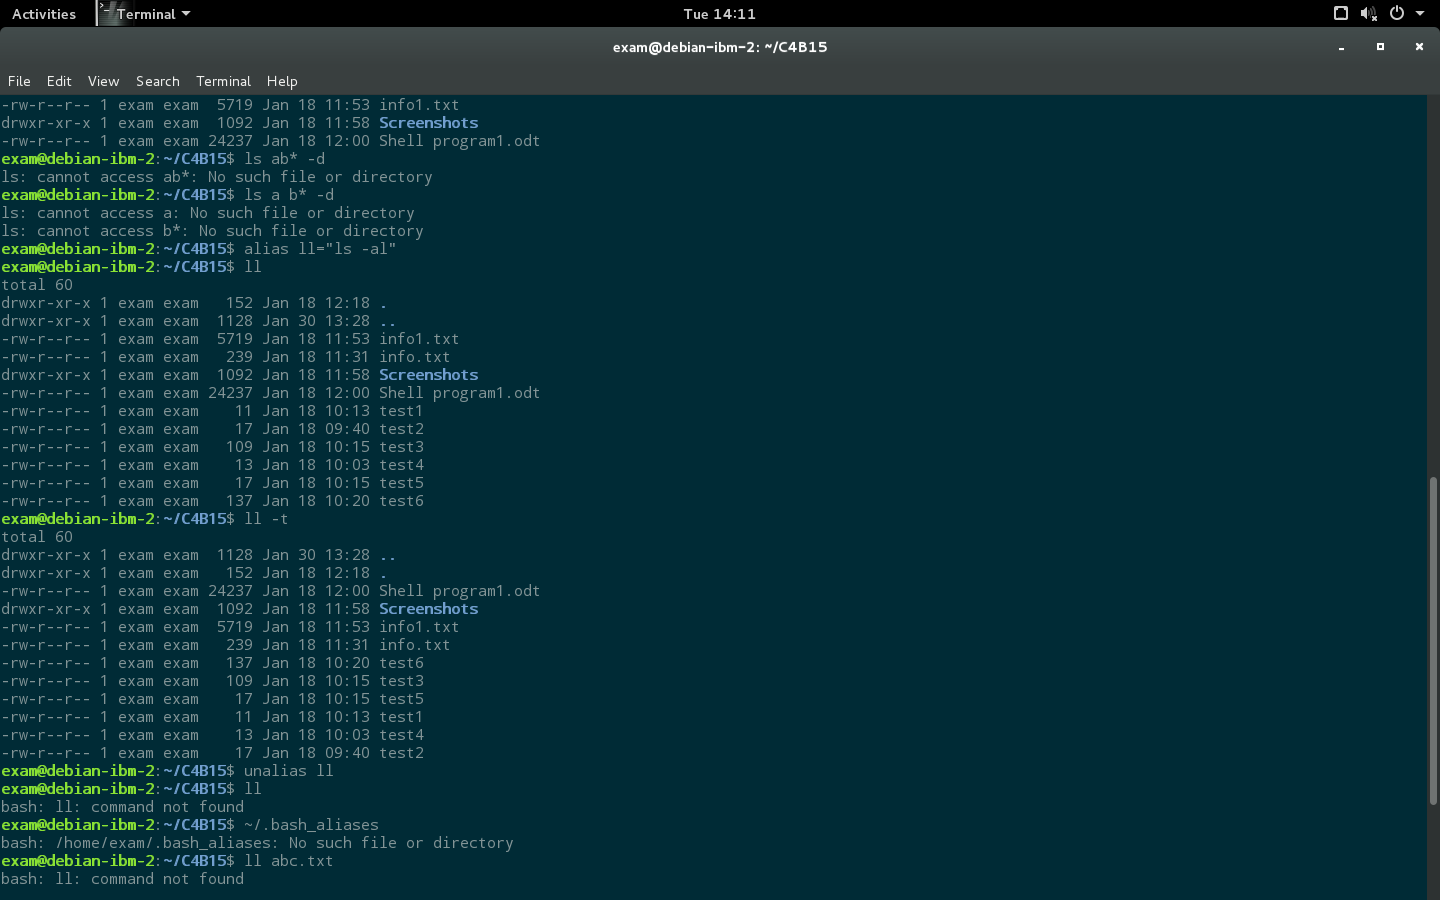 Activities Terminal Tue 14:11
exam@debian-ibm-2: ~/C4B15
File Edit View Search Terminal Help
-rw-r--r-- 1 exam exam  5719 Jan 18 11:53 info1.txt
drwxr-xr-x 1 exam exam  1092 Jan 18 11:58 Screenshots
-rw-r--r-- 1 exam exam 24237 Jan 18 12:00 Shell program1.odt
exam@debian-ibm-2:~/C4B15$ ls ab* -d
ls: cannot access ab*: No such file or directory
exam@debian-ibm-2:~/C4B15$ ls a b* -d
ls: cannot access a: No such file or directory
ls: cannot access b*: No such file or directory
exam@debian-ibm-2:~/C4B15$ alias ll="ls -al"
exam@debian-ibm-2:~/C4B15$ ll
total 60
drwxr-xr-x 1 exam exam   152 Jan 18 12:18 .
drwxr-xr-x 1 exam exam  1128 Jan 30 13:28 ..
-rw-r--r-- 1 exam exam  5719 Jan 18 11:53 info1.txt
-rw-r--r-- 1 exam exam   239 Jan 18 11:31 info.txt
drwxr-xr-x 1 exam exam  1092 Jan 18 11:58 Screenshots
-rw-r--r-- 1 exam exam 24237 Jan 18 12:00 Shell program1.odt
-rw-r--r-- 1 exam exam    11 Jan 18 10:13 test1
-rw-r--r-- 1 exam exam    17 Jan 18 09:40 test2
-rw-r--r-- 1 exam exam   109 Jan 18 10:15 test3
-rw-r--r-- 1 exam exam    13 Jan 18 10:03 test4
-rw-r--r-- 1 exam exam    17 Jan 18 10:15 test5
-rw-r--r-- 1 exam exam   137 Jan 18 10:20 test6
exam@debian-ibm-2:~/C4B15$ ll -t
total 60
drwxr-xr-x 1 exam exam  1128 Jan 30 13:28 ..
drwxr-xr-x 1 exam exam   152 Jan 18 12:18 .
-rw-r--r-- 1 exam exam 24237 Jan 18 12:00 Shell program1.odt
drwxr-xr-x 1 exam exam  1092 Jan 18 11:58 Screenshots
-rw-r--r-- 1 exam exam  5719 Jan 18 11:53 info1.txt
-rw-r--r-- 1 exam exam   239 Jan 18 11:31 info.txt
-rw-r--r-- 1 exam exam   137 Jan 18 10:20 test6
-rw-r--r-- 1 exam exam   109 Jan 18 10:15 test3
-rw-r--r-- 1 exam exam    17 Jan 18 10:15 test5
-rw-r--r-- 1 exam exam    11 Jan 18 10:13 test1
-rw-r--r-- 1 exam exam    13 Jan 18 10:03 test4
-rw-r--r-- 1 exam exam    17 Jan 18 09:40 test2
exam@debian-ibm-2:~/C4B15$ unalias ll
exam@debian-ibm-2:~/C4B15$ ll
bash: ll: command not found
exam@debian-ibm-2:~/C4B15$ ~/.bash_aliases
bash: /home/exam/.bash_aliases: No such file or directory
exam@debian-ibm-2:~/C4B15$ ll abc.txt
bash: ll: command not found